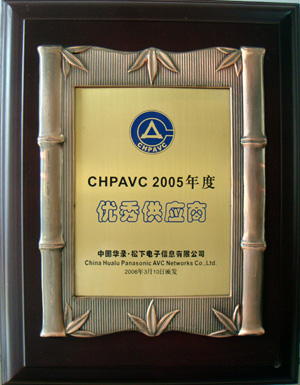 CHPAVC
CHPAVC 2005年度
优秀供应商
中国华录·松下电子信息有限公司
China Hualu Panasonic AVC Networks Co.,Ltd.
2006年3月10日颁发